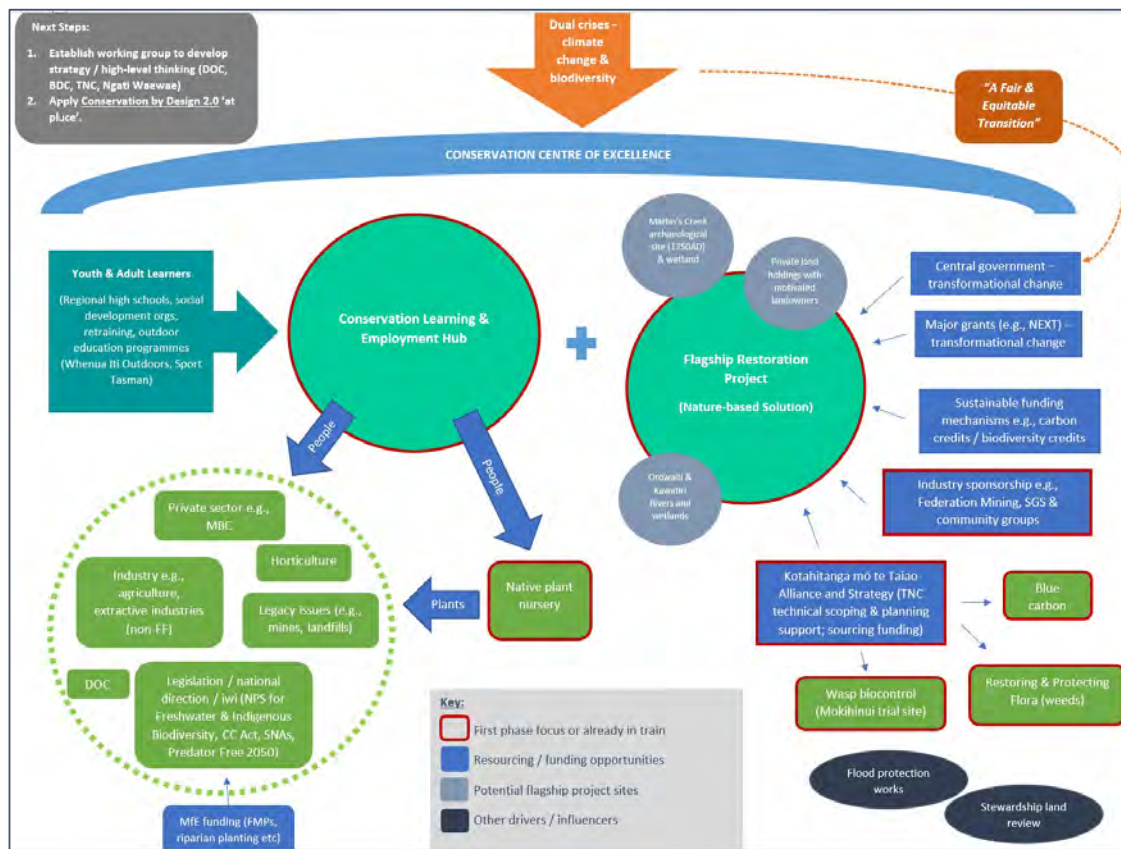 Next Steps:
1. Establish working group to develop
strategy / high-level thinking (DOC,
BDC, TNC, Ngati Waewae)
2. Apply Conservation by Design 2.0 'at
place'.
Dual crises –
climate
change &
biodiversity
"A Fair &
Equitable
Transition"
CONSERVATION CENTRE OF EXCELLENCE
Youth & Adult Learners
(Regional high schools, social
development orgs,
retraining, outdoor
education programmes
(Whenua Iti Outdoors, Sport
Tasman)
Conservation Learning &
Employment Hub
Martin's Creek
archaeological
site (1250AD)
& wetland
Private land
holdings with
motivated
landowners
Flagship Restoration
Project
(Nature-based Solution)
Orowaiti &
Kawatiri
rivers and
wetlands
Central government –
transformational change
Major grants (e.g., NEXT) –
transformational change
Sustainable funding
mechanisms e.g., carbon
credits / biodiversity credits
Industry sponsorship e.g.,
Federation Mining, SGS &
community groups
Kotahitanga mō te Taiao
Alliance and Strategy (TNC
technical scoping & planning
support; sourcing funding)
Blue
carbon
Wasp biocontrol
(Mokihinui trial site)
Restoring & Protecting
Flora (weeds)
Flood protection
works
Stewardship land
review
People
People
Plants
Native plant
nursery
Private sector e.g.,
MBC
Horticulture
Industry e.g.,
agriculture,
extractive industries
(non-FF)
Legacy issues (e.g.,
mines, landfills)
DOC
Legislation / national
direction / iwi (NPS for
Freshwater & Indigenous
Biodiversity, CC Act, SNAs,
Predator Free 2050)
MfE funding (FMPs,
riparian planting etc)
Key:
First phase focus or already in train
Resourcing / funding opportunities
Potential flagship project sites
Other drivers / influencers